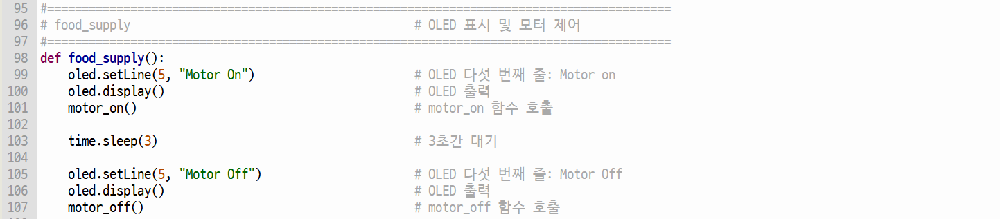 95 #==========================================================================================
96 # food_supply # OLED 표시 및 모터 제어
97 #==========================================================================================
98 def food_supply():
99 oled.setLine(5, "Motor On") # OLED 다섯 번째 줄: Motor on
100 oled.display() # OLED 출력
101 motor_on() # motor_on 함수 호출
102
103 time.sleep(3) # 3초간 대기
104
105 oled.setLine(5, "Motor Off") # OLED 다섯 번째 줄: Motor Off
106 oled.display() # OLED 출력
107 motor_off() # motor_off 함수 호출